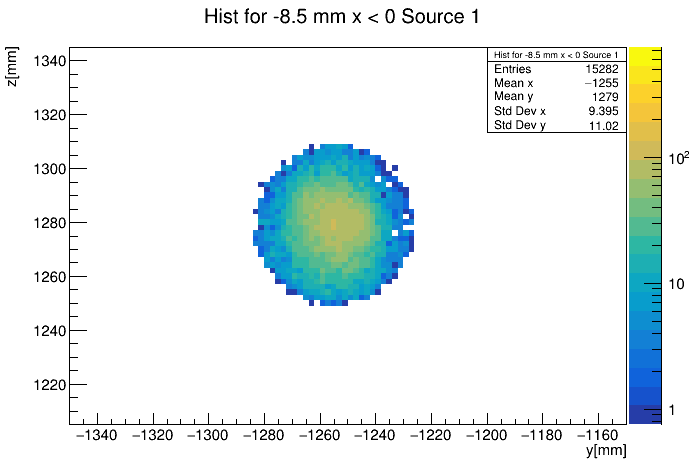 Hist for -8.5 mm x < 0 Source 1
z[mm]
1340
1320
1300
1280
1260
1240
1220
Hist for -8.5 mm x < 0 Source 1
Entries 15282
Mean x −1255
Mean y 1279
Std Dev x 9.395
Std Dev y 11.02
10²
10
1
−1340 −1320 −1300 −1280 −1260 −1240 −1220 −1200 −1180 −1160
y[mm]